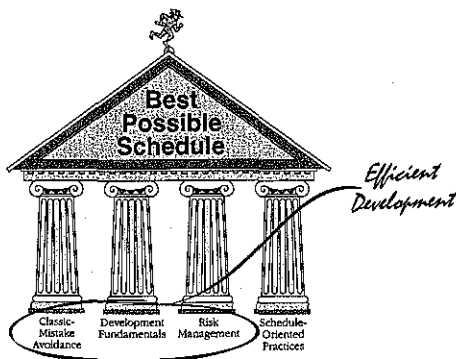 Best
Possible
Schedule
Efficient
Development
Classic-
Mistake
Avoidance
Development
Fundamentals
Risk
Management
Schedule-
Oriented
Practices